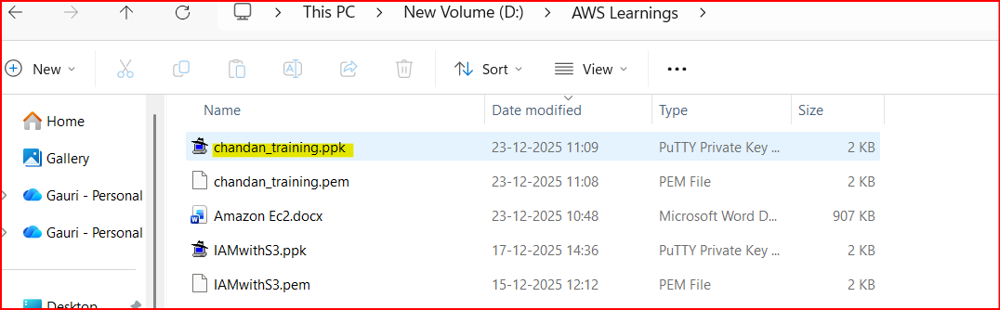 This PC > New Volume (D:) > AWS Learnings >
New Sort View
Name Date modified Type Size
Home
Gallery
Gauri - Personal
Gauri - Personal
Desktop
chandan_training.ppk 23-12-2025 11:09 PuTTY Private Key ... 2 KB
chandan_training.pem 23-12-2025 11:08 PEM File 2 KB
Amazon Ec2.docx 23-12-2025 10:48 Microsoft Word D... 907 KB
IAMwithS3.ppk 17-12-2025 14:36 PuTTY Private Key ... 2 KB
IAMwithS3.pem 15-12-2025 12:12 PEM File 2 KB